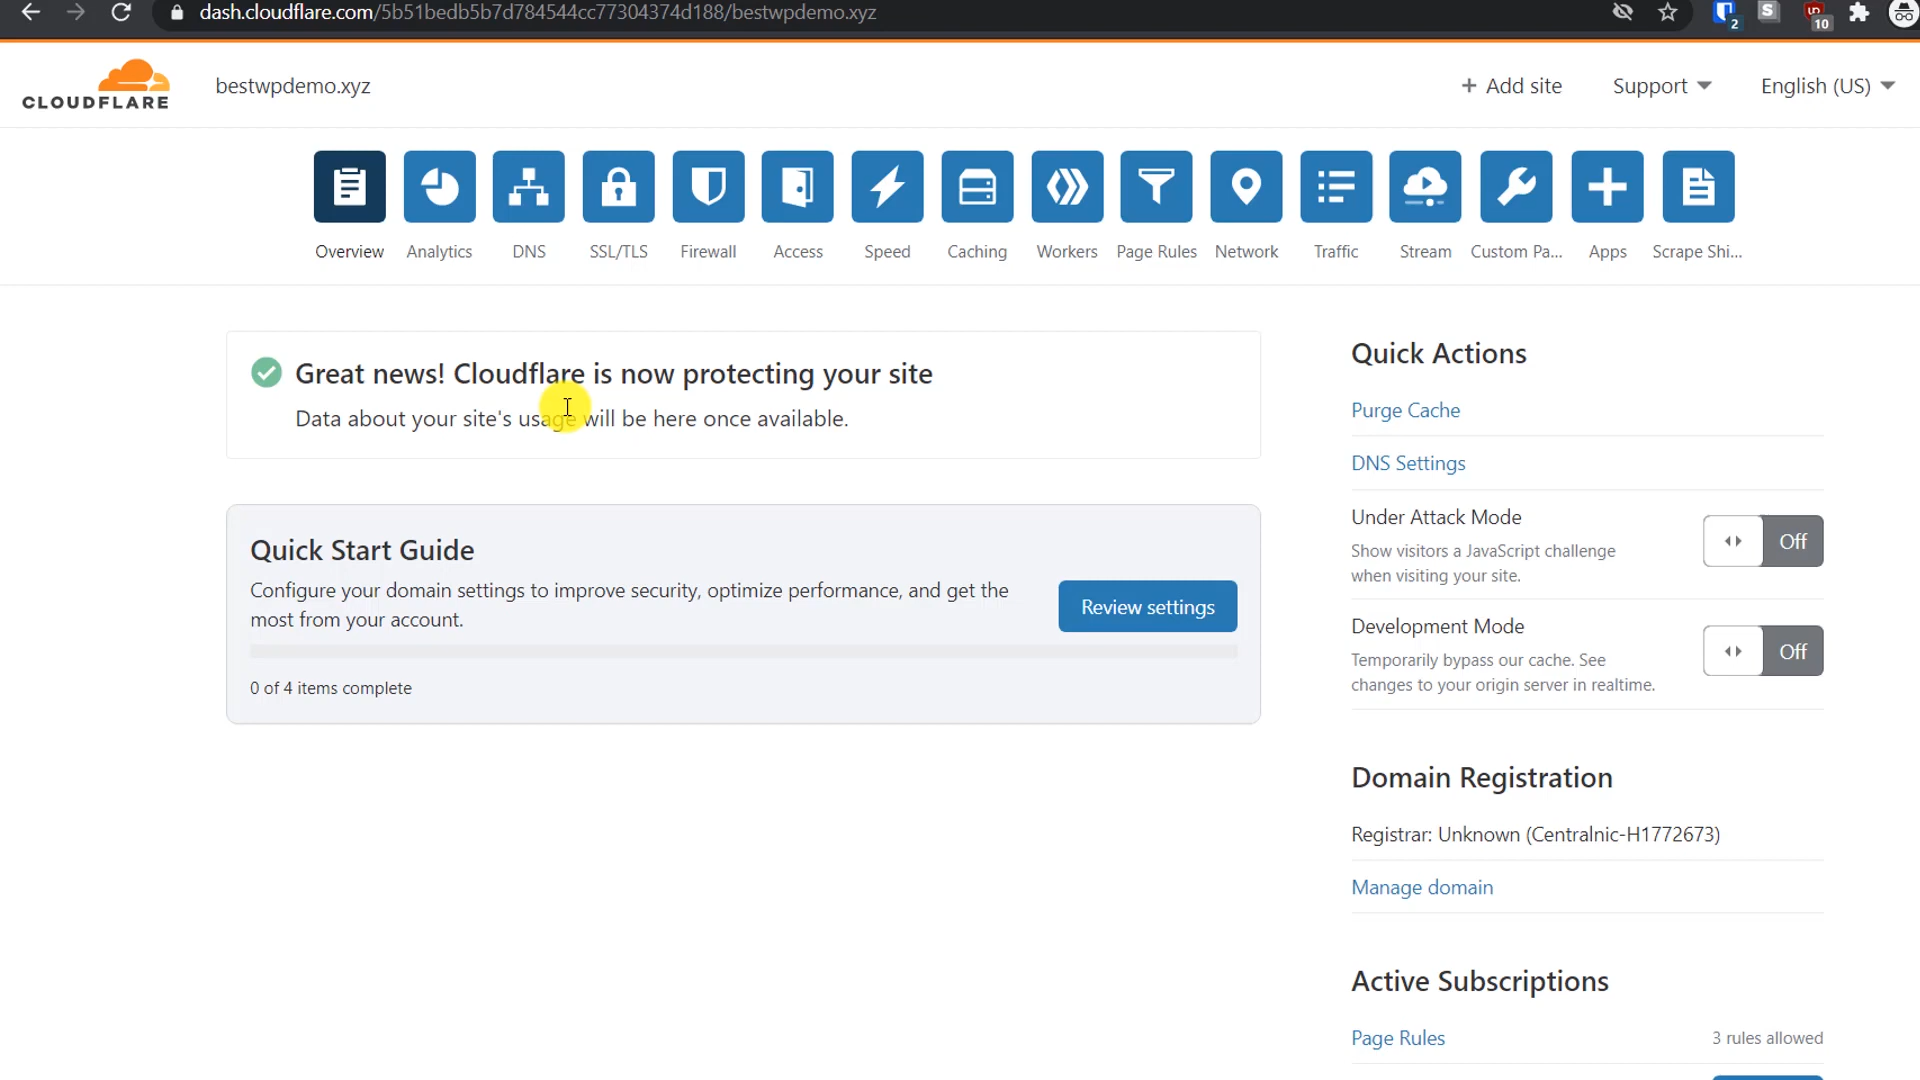 dash.cloudflare.com/5b51bedb5b7d784544cc77304374d188/bestwpdemo.xyz
2
S
10
CLOUDFLARE
bestwpdemo.xyz
+ Add site
Support
English (US)
Overview
Analytics
DNS
SSL/TLS
Firewall
Access
Speed
Caching
Workers
Page Rules
Network
Traffic
Stream
Custom Pa...
Apps
Scrape Shi...
Great news! Cloudflare is now protecting your site
Data about your site's usage will be here once available.
Quick Start Guide
Configure your domain settings to improve security, optimize performance, and get the
most from your account.
Review settings
0 of 4 items complete
Quick Actions
Purge Cache
DNS Settings
Under Attack Mode
Show visitors a JavaScript challenge
when visiting your site.
Off
Development Mode
Temporarily bypass our cache. See
changes to your origin server in realtime.
Off
Domain Registration
Registrar: Unknown (Centralnic-H1772673)
Manage domain
Active Subscriptions
Page Rules
3 rules allowed